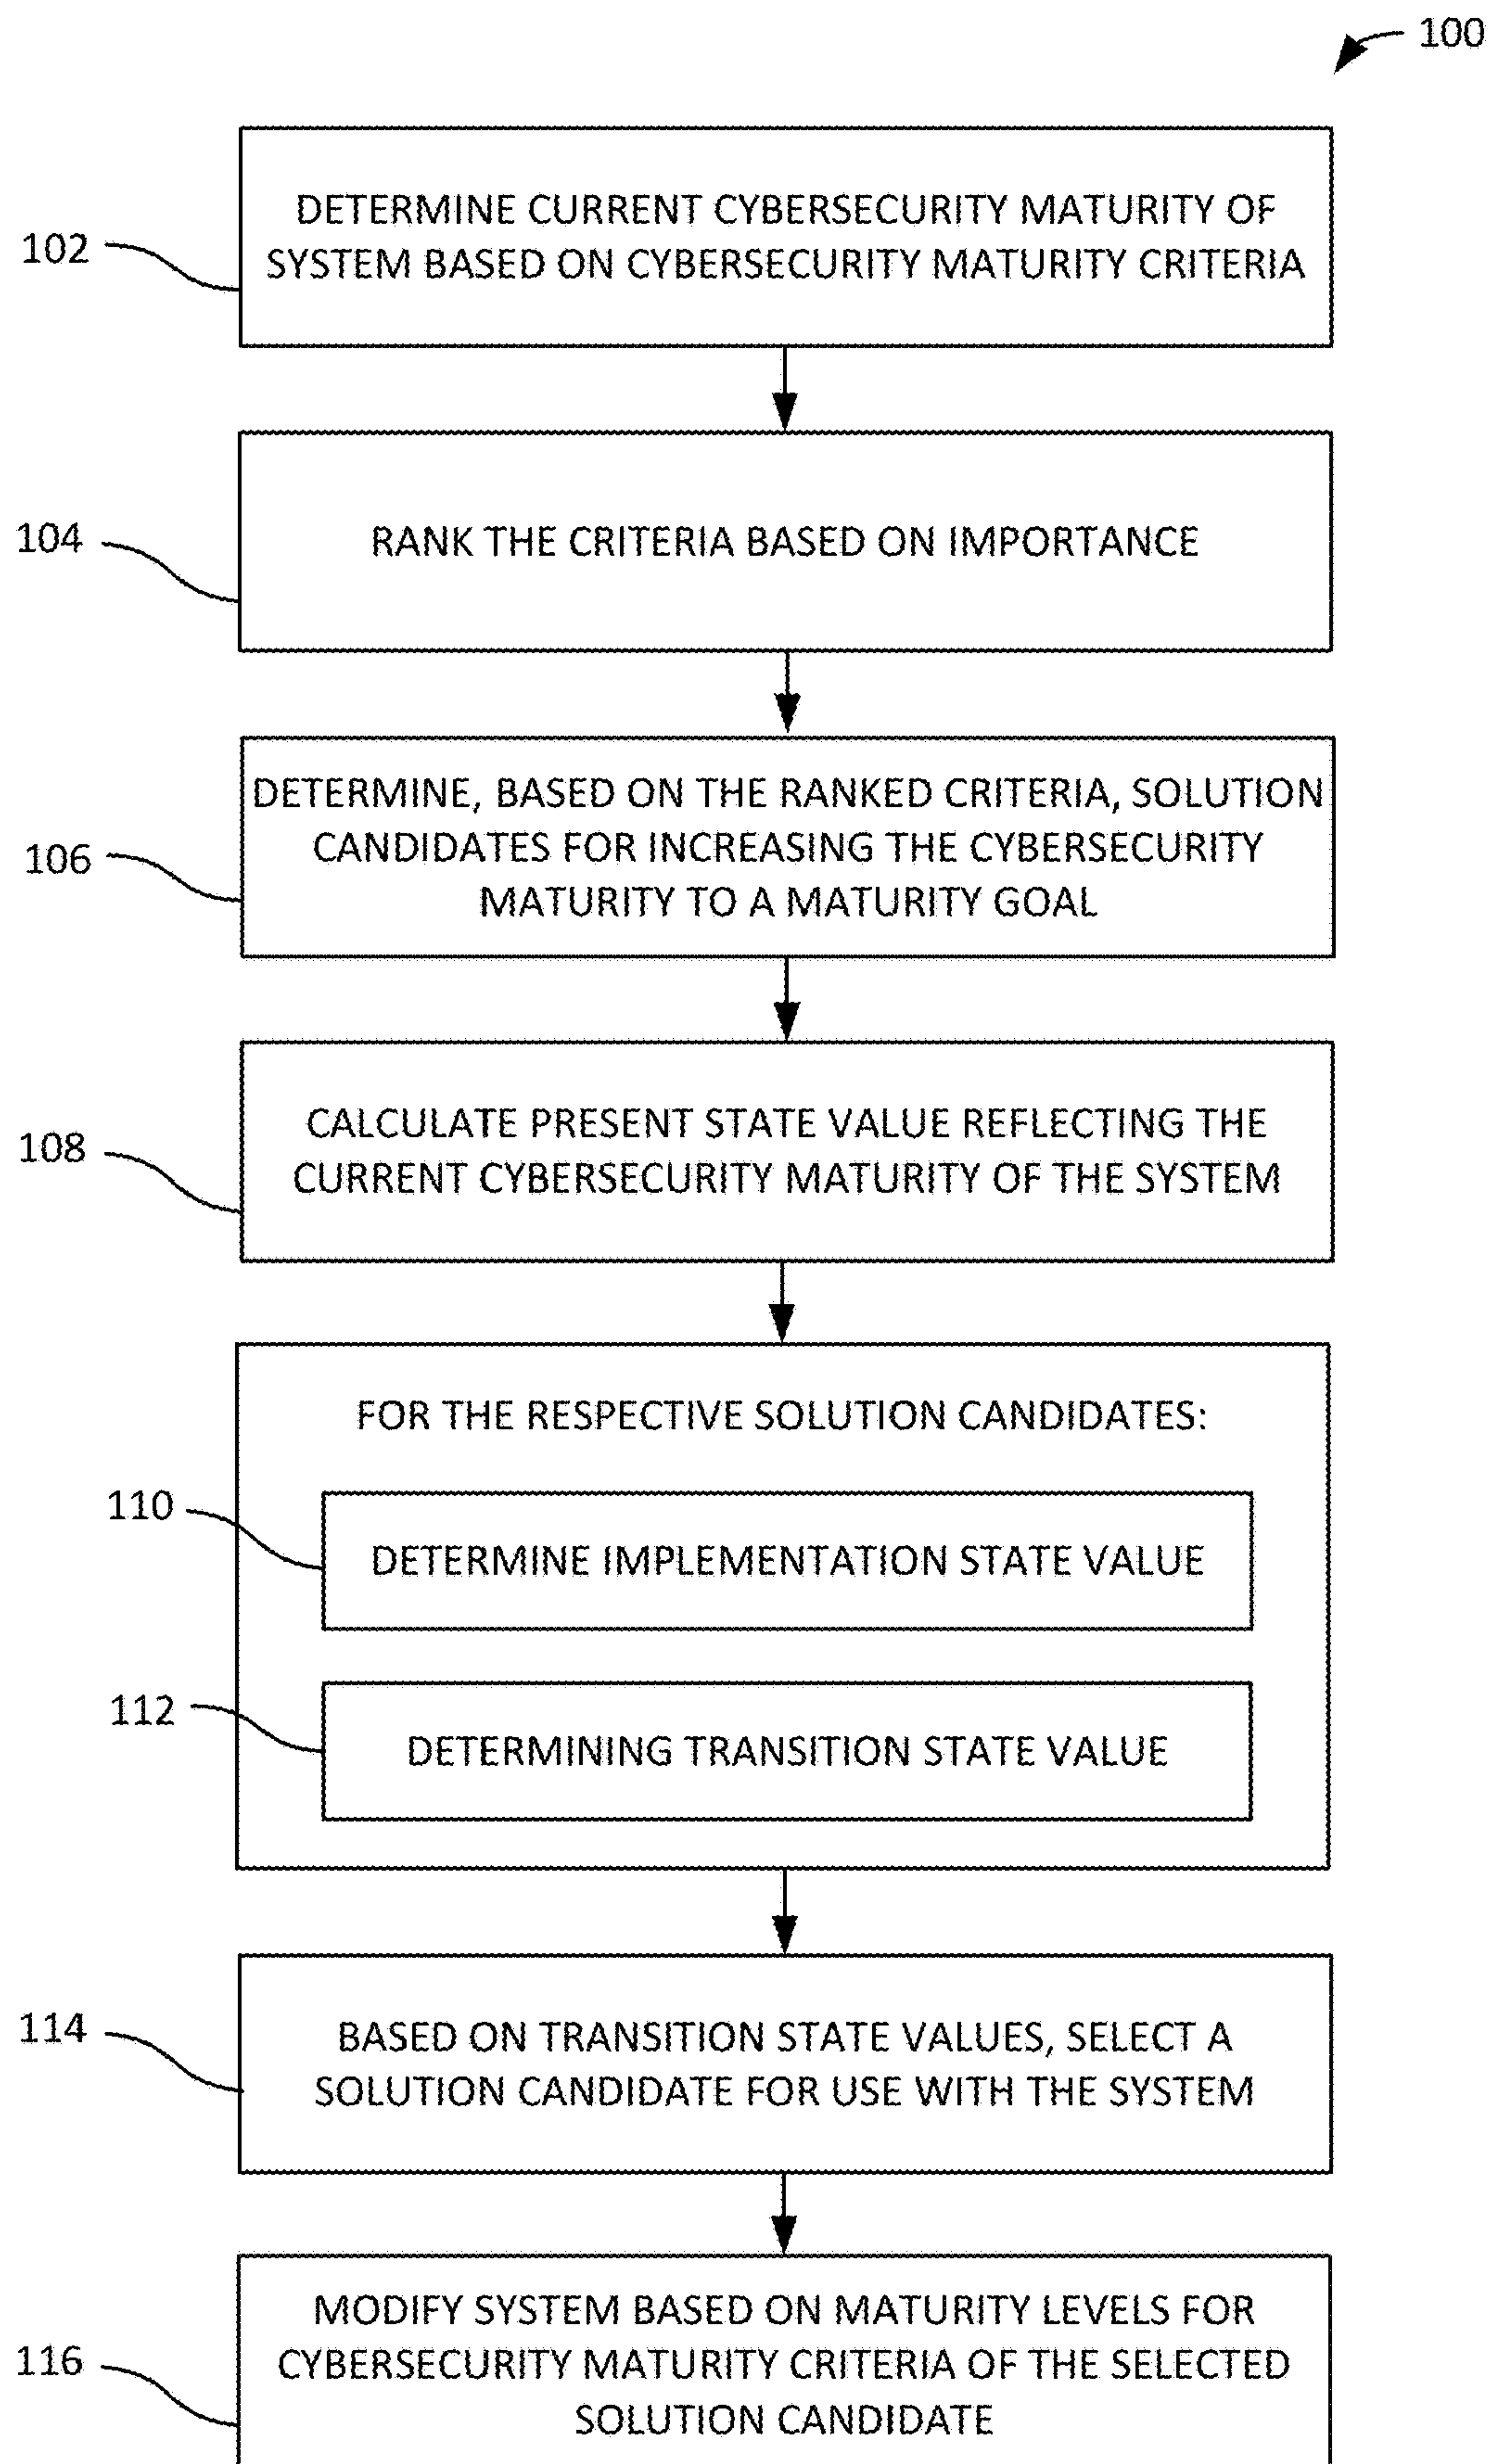 100
102
DETERMINE CURRENT CYBERSECURITY MATURITY OF
SYSTEM BASED ON CYBERSECURITY MATURITY CRITERIA
104
RANK THE CRITERIA BASED ON IMPORTANCE
106
DETERMINE, BASED ON THE RANKED CRITERIA, SOLUTION
CANDIDATES FOR INCREASING THE CYBERSECURITY
MATURITY TO A MATURITY GOAL
108
CALCULATE PRESENT STATE VALUE REFLECTING THE
CURRENT CYBERSECURITY MATURITY OF THE SYSTEM
FOR THE RESPECTIVE SOLUTION CANDIDATES:
110
DETERMINE IMPLEMENTATION STATE VALUE
112
DETERMINING TRANSITION STATE VALUE
114
BASED ON TRANSITION STATE VALUES, SELECT A
SOLUTION CANDIDATE FOR USE WITH THE SYSTEM
116
MODIFY SYSTEM BASED ON MATURITY LEVELS FOR
CYBERSECURITY MATURITY CRITERIA OF THE SELECTED
SOLUTION CANDIDATE